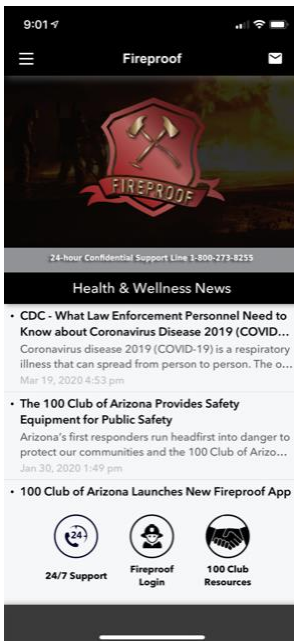 9:01
Fireproof
FIREPROOF
24-hour Confidential Support Line 1-800-273-8255
Health & Wellness News
• CDC - What Law Enforcement Personnel Need to
Know about Coronavirus Disease 2019 (COVID...
Coronavirus disease 2019 (COVID-19) is a respiratory
illness that can spread from person to person. The o...
Mar 19, 2020 4:53 pm
• The 100 Club of Arizona Provides Safety
Equipment for Public Safety
Arizona's first responders run headfirst into danger to
protect our communities and the 100 Club of Arizo...
Jan 30, 2020 1:49 pm
• 100 Club of Arizona Launches New Fireproof App
24
24/7 Support
Fireproof
Login
100 Club
Resources